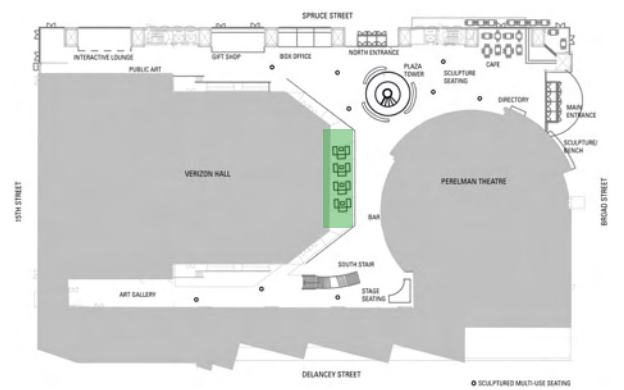 SPRUCE STREET
INTERACTIVE LOUNGE
GIFT SHOP
BOX OFFICE
NORTH ENTRANCE
CAFE
PUBLIC ART
PLAZA
TOWER
SCULPTURE
SEATING
DIRECTORY
MAIN
ENTRANCE
SCULPTURE/
BENCH
15TH STREET
VERIZON HALL
PERELMAN THEATRE
BROAD STREET
BAR
SOUTH STAIR
ART GALLERY
STAGE
SEATING
DELANCEY STREET
SCULPTURED MULTI-USE SEATING